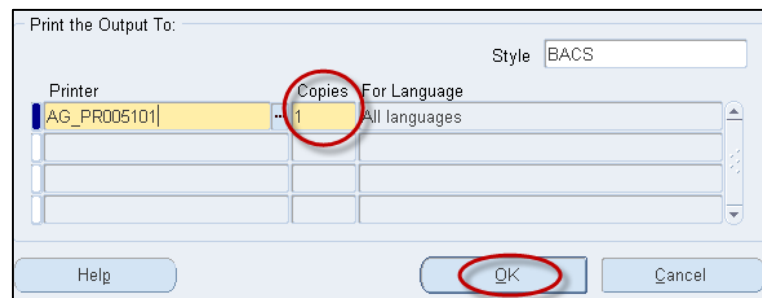 Print the Output To:
Style BACS
Printer Copies For Language
AG_PR005101 ... 1 All languages
Help OK Cancel